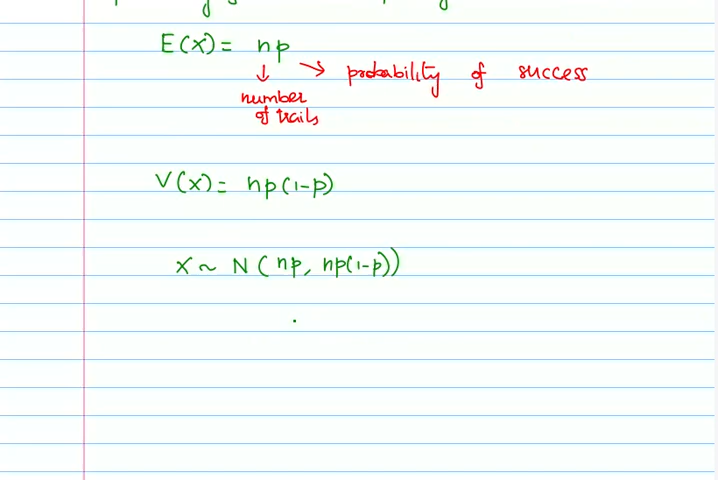 E(X) = np
probability of success
number
of trails
V(X) = np(1-p)
X ~ N(np, np(1-p))